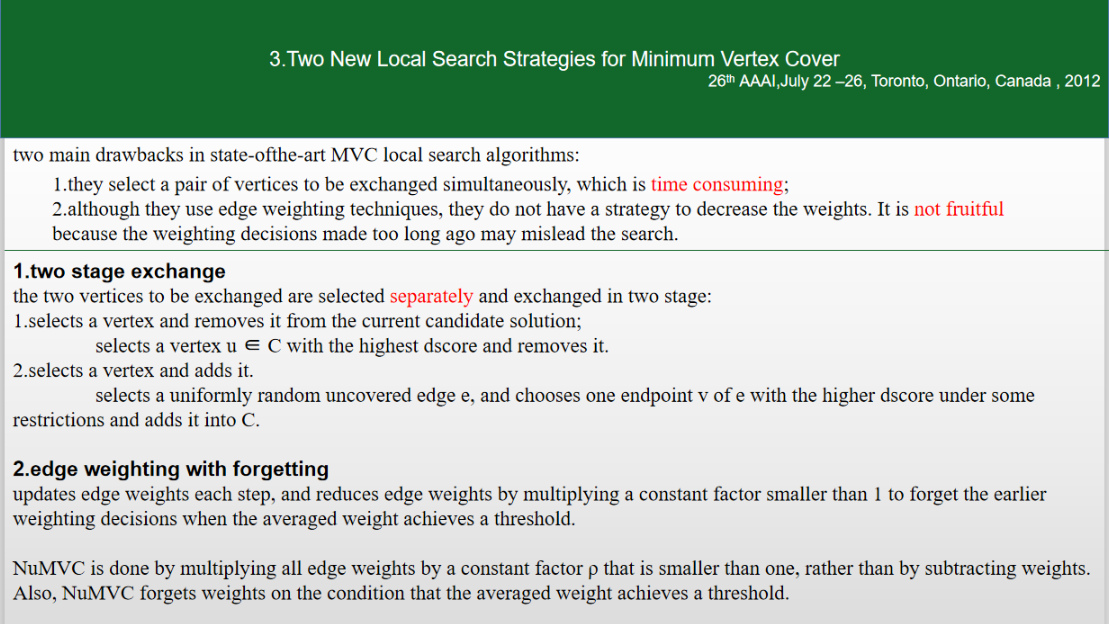 3.Two New Local Search Strategies for Minimum Vertex Cover
26th AAAI,July 22 –26, Toronto, Ontario, Canada , 2012
two main drawbacks in state-ofthe-art MVC local search algorithms:
1.they select a pair of vertices to be exchanged simultaneously, which is time consuming;
2.although they use edge weighting techniques, they do not have a strategy to decrease the weights. It is not fruitful
because the weighting decisions made too long ago may mislead the search.
1.two stage exchange
the two vertices to be exchanged are selected separately and exchanged in two stage:
1.selects a vertex and removes it from the current candidate solution;
selects a vertex u ∈ C with the highest dscore and removes it.
2.selects a vertex and adds it.
selects a uniformly random uncovered edge e, and chooses one endpoint v of e with the higher dscore under some
restrictions and adds it into C.
2.edge weighting with forgetting
updates edge weights each step, and reduces edge weights by multiplying a constant factor smaller than 1 to forget the earlier
weighting decisions when the averaged weight achieves a threshold.
NuMVC is done by multiplying all edge weights by a constant factor ρ that is smaller than one, rather than by subtracting weights.
Also, NuMVC forgets weights on the condition that the averaged weight achieves a threshold.